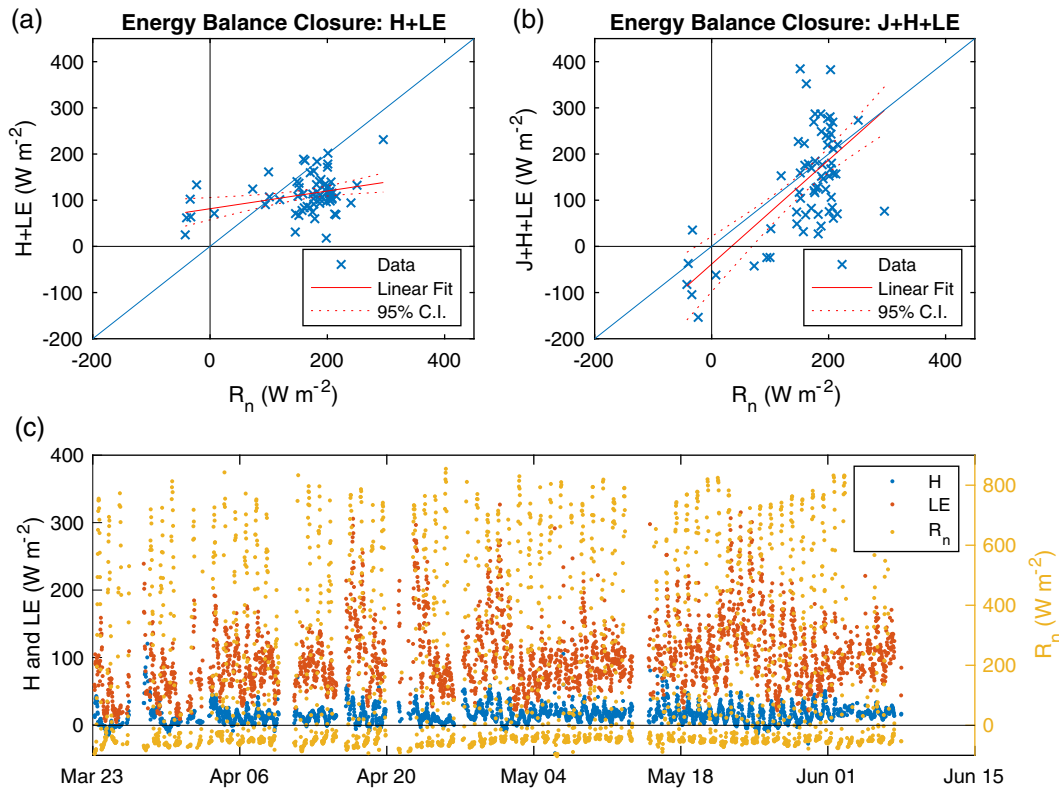 (a)
Energy Balance Closure: H+LE
400
300
200
100
0
-100
-200
H+LE (W m-2)
-200
0
200
400
Rn (W m-2)
Data
Linear Fit
95% C.I.
(b)
Energy Balance Closure: J+H+LE
400
300
200
100
0
-100
-200
J+H+LE (W m-2)
-200
0
200
400
Rn (W m-2)
Data
Linear Fit
95% C.I.
(c)
400
300
200
100
0
H and LE (W m-2)
H
LE
Rn
800
600
400
200
0
Rn (W m-2)
Mar 23
Apr 06
Apr 20
May 04
May 18
Jun 01
Jun 15